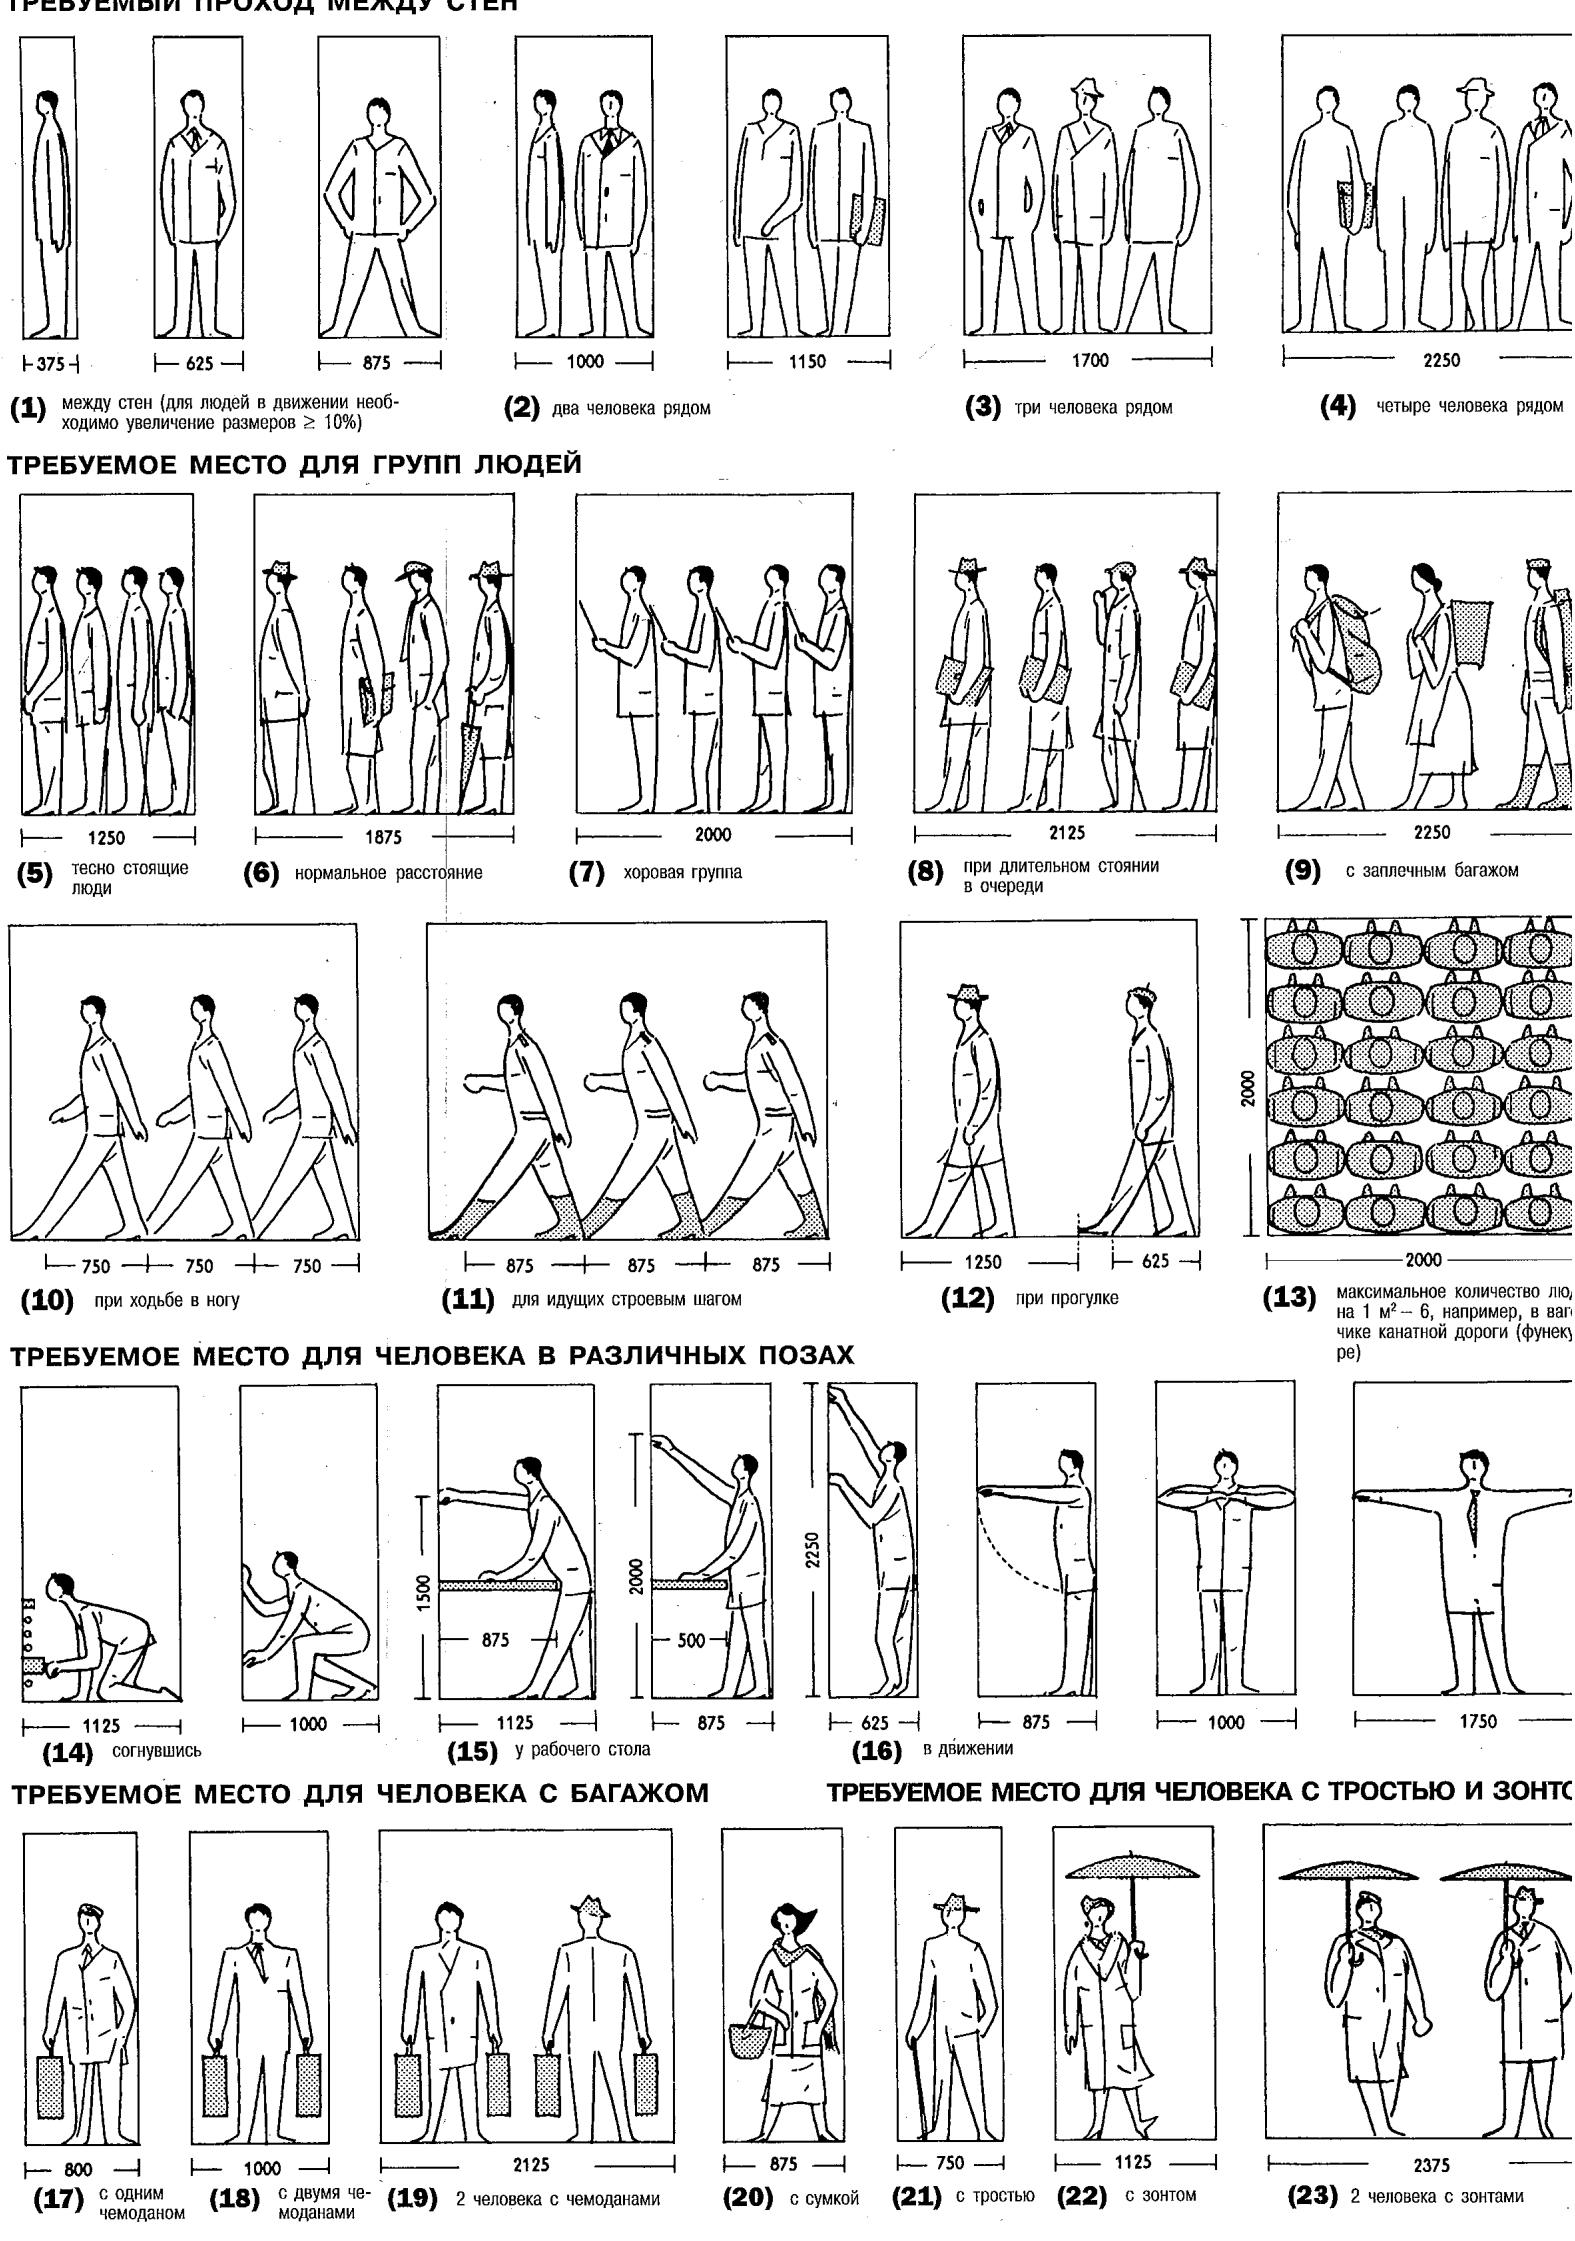 ТРЕБУЕМЫЙ ПРОХОД МЕЖДУ СТЕН
375 625 875 1000 1150 1700 2250
(1) между стен (для людей в движении необ-
ходимо увеличение размеров ≥ 10%)
(2) два человека рядом
(3) три человека рядом
(4) четыре человека рядом
ТРЕБУЕМОЕ МЕСТО ДЛЯ ГРУПП ЛЮДЕЙ
1250 1875 2000 2125 2250
(5) тесно стоящие
люди
(6) нормальное расстояние
(7) хоровая группа
(8) при длительном стоянии
в очереди
(9) с заплечным багажом
2000
750 750 750 875 875 875 1250 625 2000
(10) при ходьбе в ногу
(11) для идущих строевым шагом
(12) при прогулке
(13) максимальное количество лю
на 1 м² – 6, например, в ваго
чике канатной дороги (фунику
ре)
ТРЕБУЕМОЕ МЕСТО ДЛЯ ЧЕЛОВЕКА В РАЗЛИЧНЫХ ПОЗАХ
1500 2000 2250
875 500
1125 1000 1125 875 625 875 1000 1750
(14) согнувшись
(15) у рабочего стола
(16) в движении
ТРЕБУЕМОЕ МЕСТО ДЛЯ ЧЕЛОВЕКА С БАГАЖОМ
ТРЕБУЕМОЕ МЕСТО ДЛЯ ЧЕЛОВЕКА С ТРОСТЬЮ И ЗОНТО
800 1000 2125 875 750 1125 2375
(17) с одним
чемоданом
(18) с двумя че-
моданами
(19) 2 человека с чемоданами
(20) с сумкой
(21) с тростью
(22) с зонтом
(23) 2 человека с зонтами